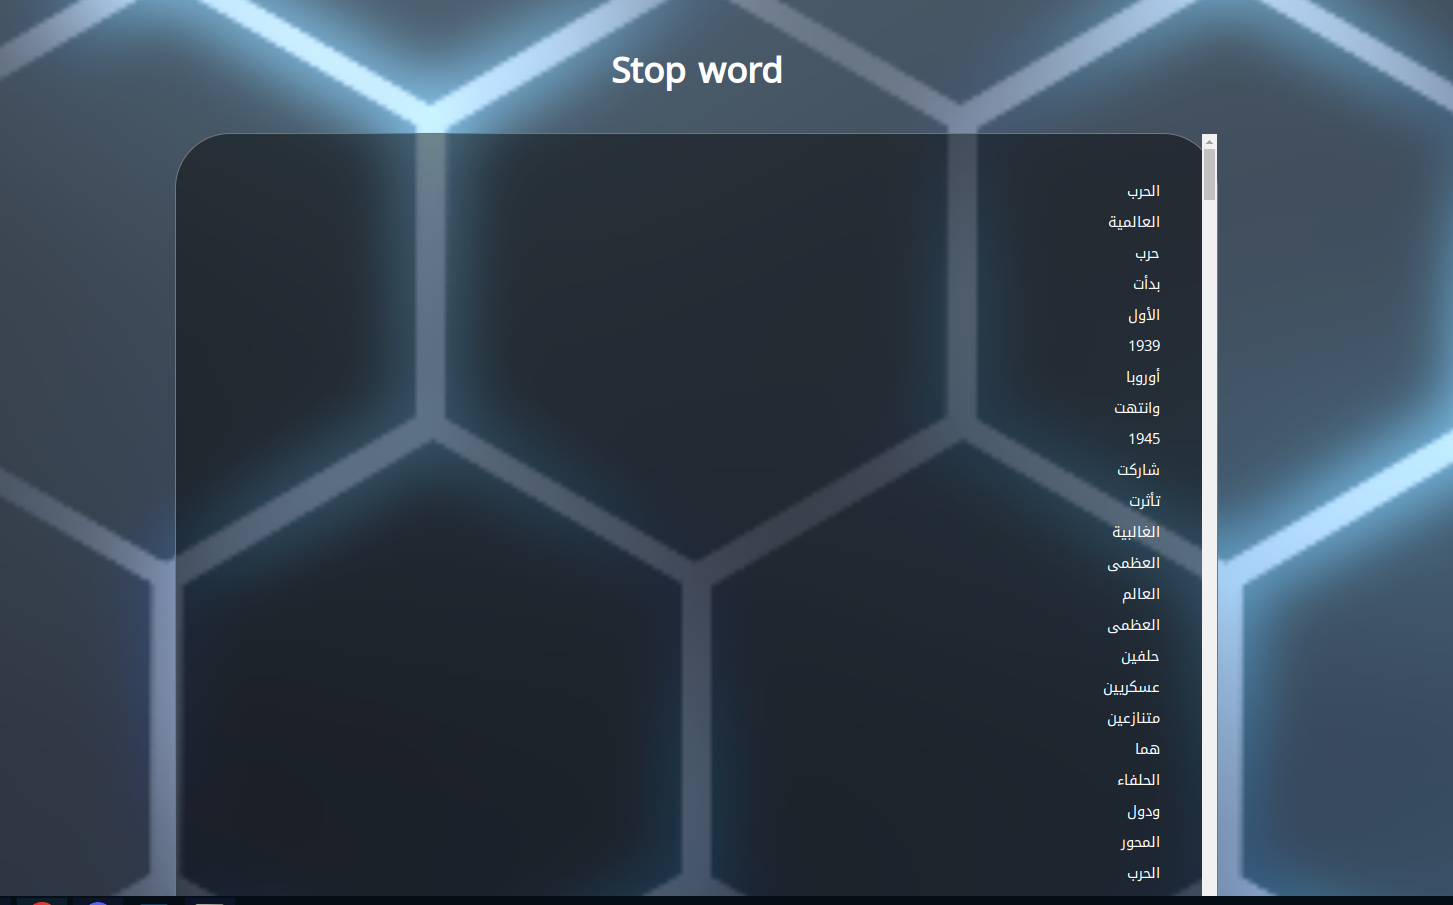 Stop word
الحرب
العالمية
حرب
بدأت
الأول
1939
أوروبا
وانتهت
1945
شاركت
تأثرت
الغالبية
العظمى
العالم
العظمى
حلفين
عسكريين
متنازعين
هما
الحلفاء
ودول
المحور
الحرب